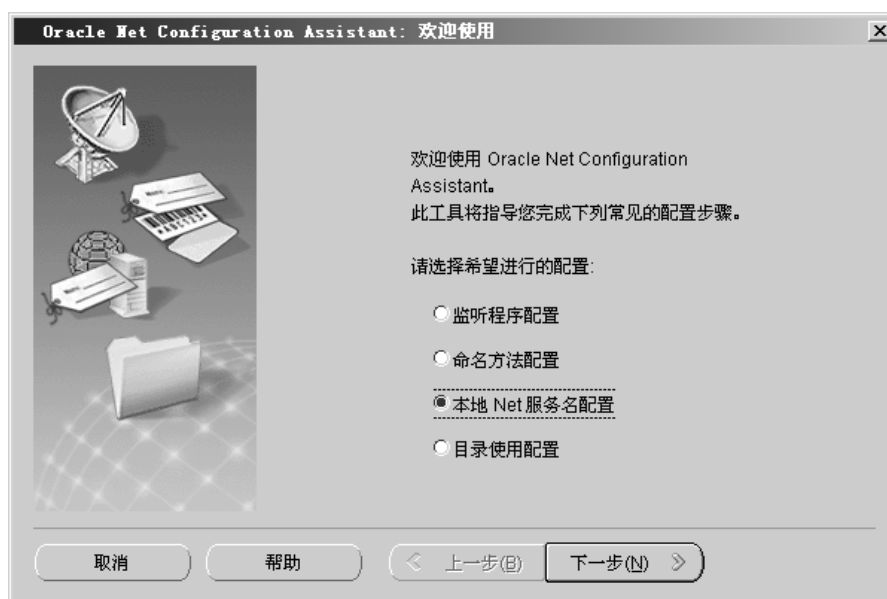 Oracle Net Configuration Assistant: 欢迎使用
欢迎使用 Oracle Net Configuration
Assistant。
此工具将指导您完成下列常见的配置步骤。
请选择希望进行的配置:
监听程序配置
命名方法配置
本地 Net 服务名配置
目录使用配置
取消
帮助
上一步(B)
下一步(N)